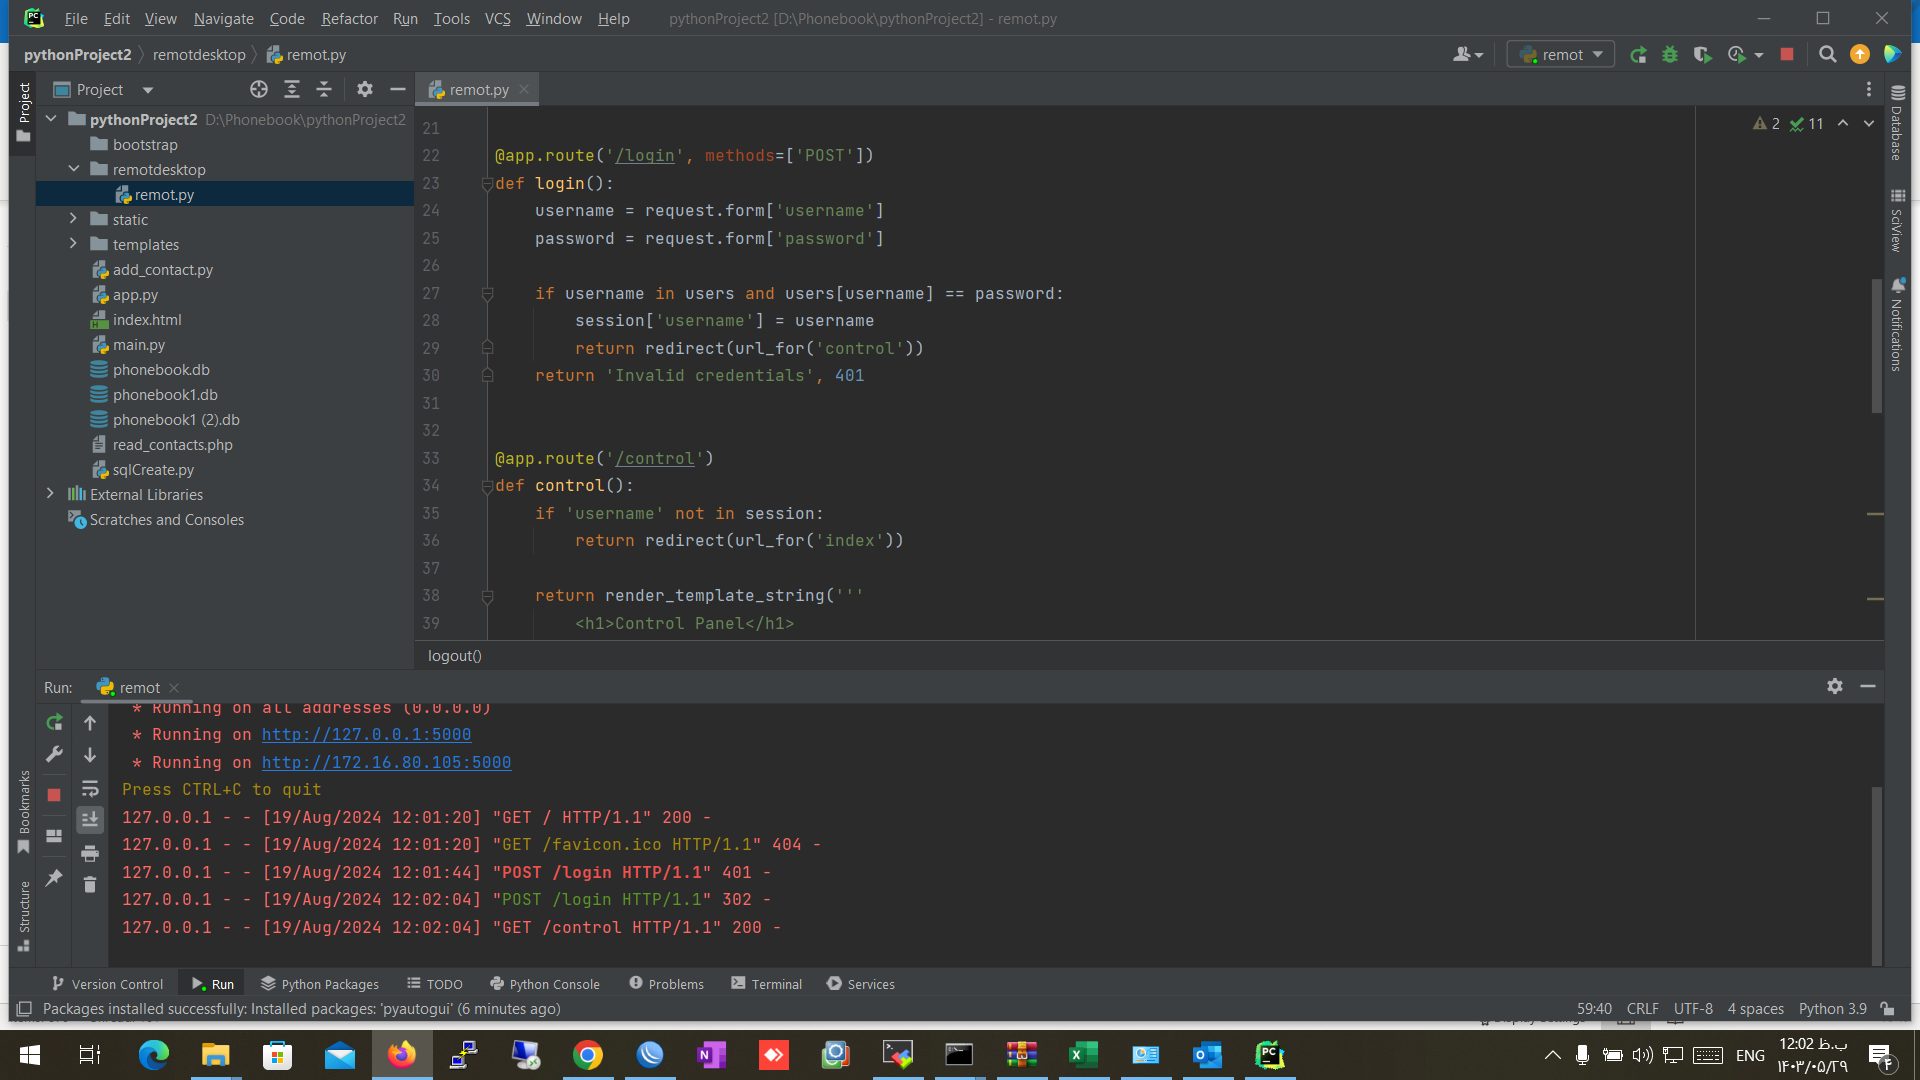 File Edit View Navigate Code Refactor Run Tools VCS Window Help pythonProject2 [D:\Phonebook\pythonProject2] - remot.py
pythonProject2 remotdesktop remot.py
remot
Project
Project
pythonProject2 D:\Phonebook\pythonProject2
bootstrap
remotdesktop
remot.py
static
templates
add_contact.py
app.py
index.html
main.py
phonebook.db
phonebook1.db
phonebook1 (2).db
read_contacts.php
sqlCreate.py
External Libraries
Scratches and Consoles
remot.py
2 11
21
22 @app.route('/login', methods=['POST'])
23 def login():
24 username = request.form['username']
25 password = request.form['password']
26
27 if username in users and users[username] == password:
28 session['username'] = username
29 return redirect(url_for('control'))
30 return 'Invalid credentials', 401
31
32
33 @app.route('/control')
34 def control():
35 if 'username' not in session:
36 return redirect(url_for('index'))
37
38 return render_template_string('''
39 <h1>Control Panel</h1>
logout()
Database
SciView
Notifications
Run: remot
* Running on all addresses (0.0.0.0)
* Running on http://127.0.0.1:5000
* Running on http://172.16.80.105:5000
Press CTRL+C to quit
127.0.0.1 - - [19/Aug/2024 12:01:20] "GET / HTTP/1.1" 200 -
127.0.0.1 - - [19/Aug/2024 12:01:20] "GET /favicon.ico HTTP/1.1" 404 -
127.0.0.1 - - [19/Aug/2024 12:01:44] "POST /login HTTP/1.1" 401 -
127.0.0.1 - - [19/Aug/2024 12:02:04] "POST /login HTTP/1.1" 302 -
127.0.0.1 - - [19/Aug/2024 12:02:04] "GET /control HTTP/1.1" 200 -
Bookmarks
Structure
Version Control Run Python Packages TODO Python Console Problems Terminal Services
Packages installed successfully: Installed packages: 'pyautogui' (6 minutes ago) 59:40 CRLF UTF-8 4 spaces Python 3.9
ENG
12:02 ب.ظ
۱۴۰۳/۰۵/۲۹
۴